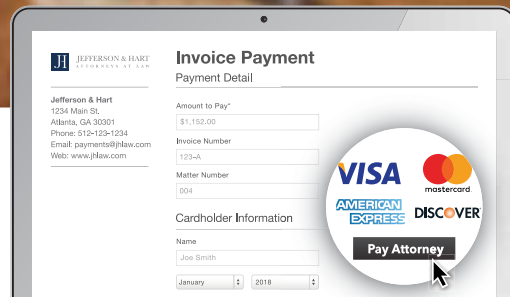 JH
JEFFERSON & HART
ATTORNEYS AT LAW
Jefferson & Hart
1234 Main St,
Atlanta, GA 30301
Phone: 512-123-1234
Email: payments@jhlaw.com
Web: www.jhlaw.com
Invoice Payment
Payment Detail
Amount to Pay*
$1,152.00
Invoice Number
123-A
Matter Number
004
Cardholder Information
Name
Joe Smith
January 2018
VISA
mastercard.
AMERICAN
EXPRESS
DISCOVER
Pay Attorney